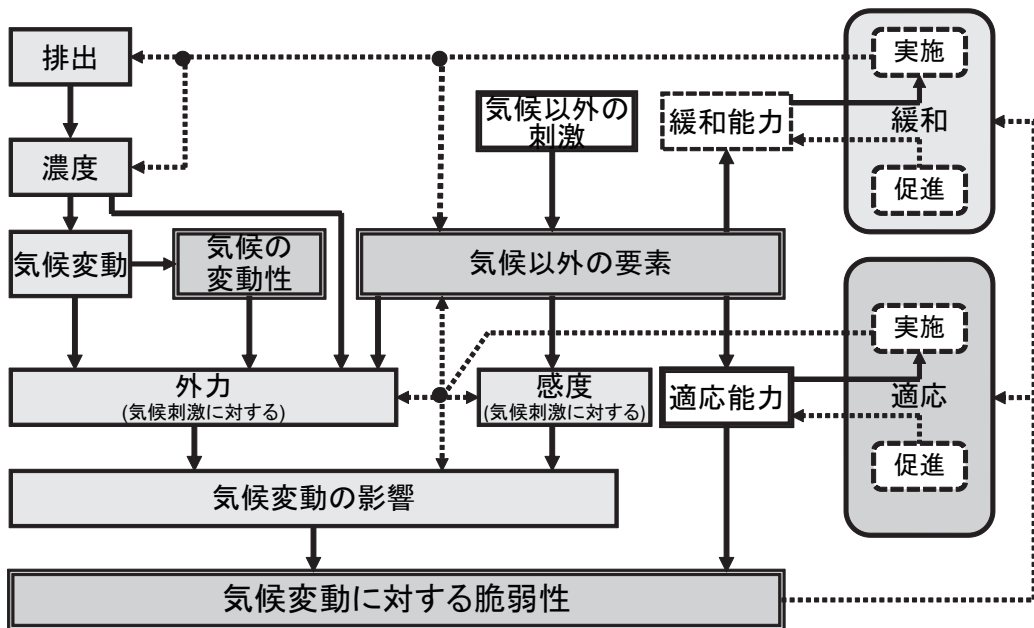 排出
濃度
気候変動
気候の
変動性
気候以外の
刺激
気候以外の要素
緩和能力
実施
緩和
促進
外力
(気候刺激に対する)
感度
(気候刺激に対する)
適応能力
実施
適応
促進
気候変動の影響
気候変動に対する脆弱性